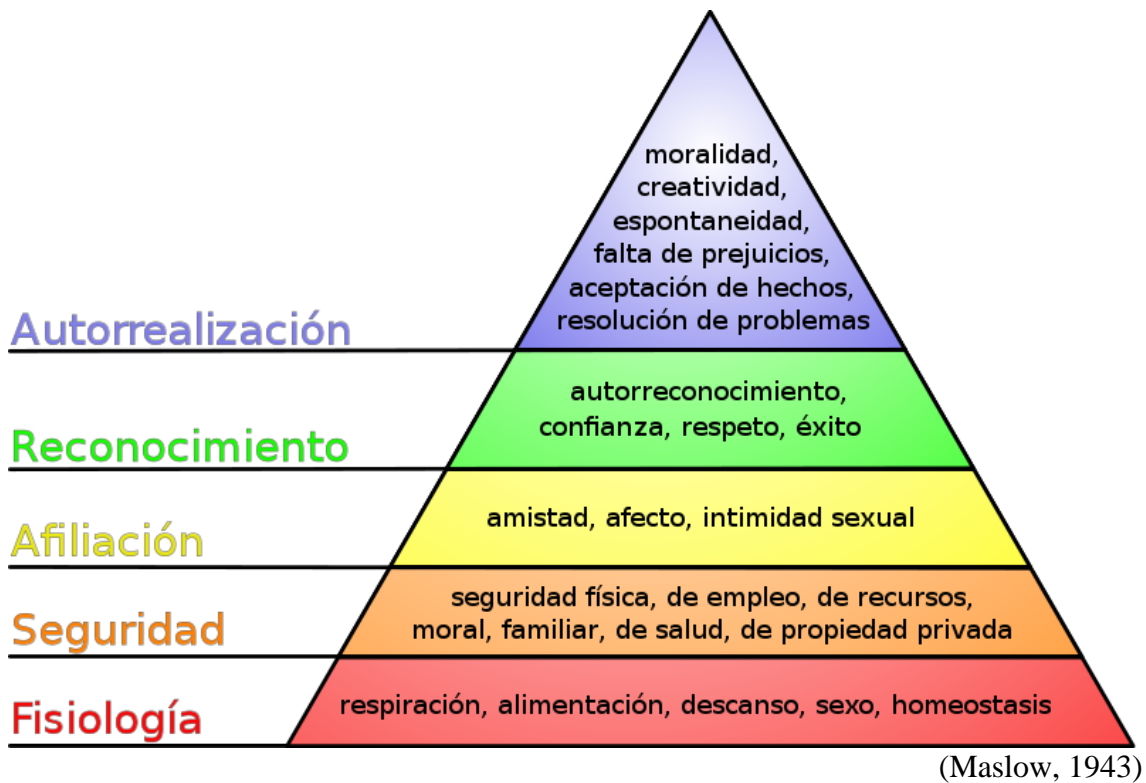 moralidad,
creatividad,
espontaneidad,
falta de prejuicios,
aceptación de hechos,
resolución de problemas
Autorrealización
autorreconocimiento,
confianza, respeto, éxito
Reconocimiento
amistad, afecto, intimidad sexual
Afiliación
seguridad física, de empleo, de recursos,
moral, familiar, de salud, de propiedad privada
Seguridad
respiración, alimentación, descanso, sexo, homeostasis
Fisiología
(Maslow, 1943)